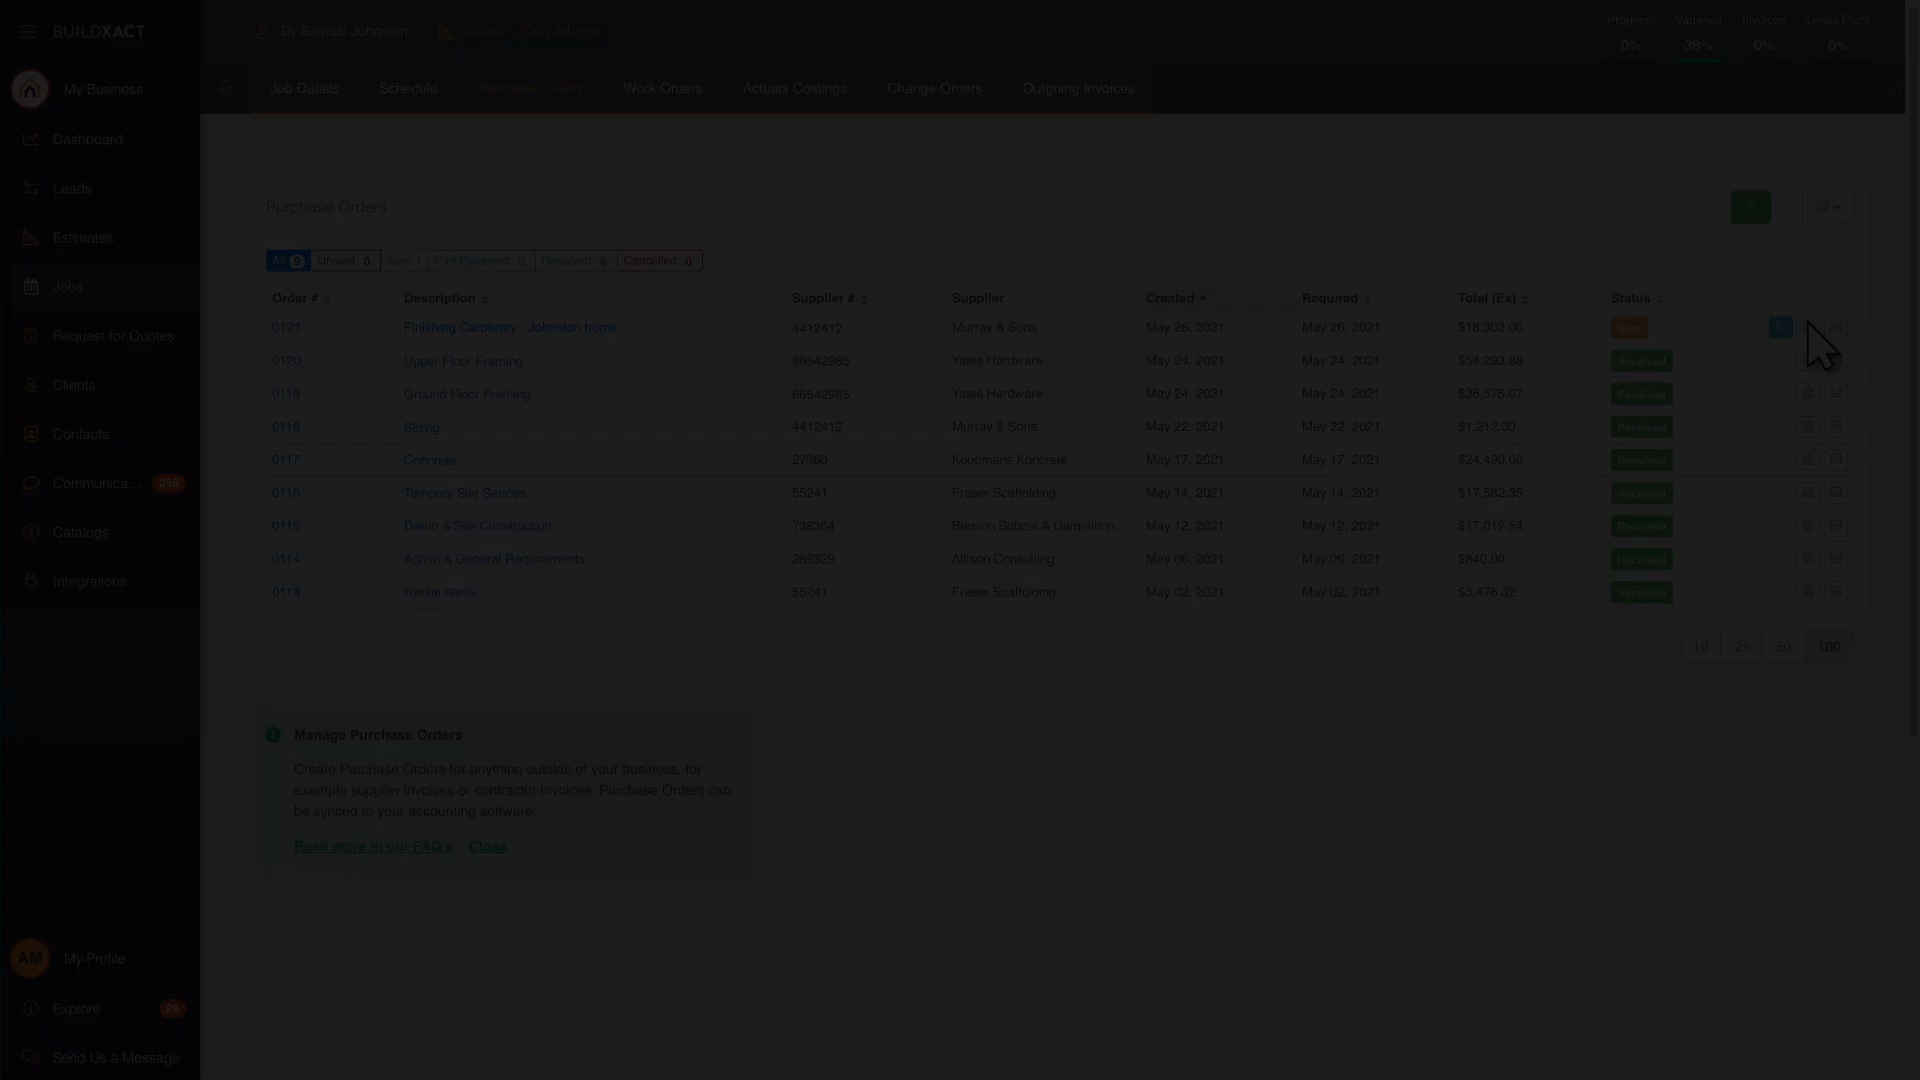 BUILDXACT
Dr Samual Johnston
Progress Variance Invoiced Gross Profit
0% 39% 0% 0%
My Business
Job Details Schedule Purchase Orders Work Orders Actuals Costings Change Orders Outgoing Invoices
Dashboard
Leads
Estimates
Jobs
Request for Quotes
Clients
Contacts
Communica... 256
Catalogs
Integrations
Purchase Orders
All 9 Unsent 0 Sent 1 Part Received 0 Received 8 Cancelled 0
Order # Description Supplier # Supplier Created Required Total (Ex) Status
0121 Finishing Carpentry - Johnston home 4412412 Murray & Sons May 26, 2021 May 26, 2021 $18,303.00 Sent
0120 Upper Floor Framing 86542985 Yates Hardware May 24, 2021 May 24, 2021 $54,293.88 Received
0119 Ground Floor Framing 86542985 Yates Hardware May 24, 2021 May 24, 2021 $26,575.07 Received
0118 Siding 4412412 Murray & Sons May 22, 2021 May 22, 2021 $1,212.00 Received
0117 Concrete 27360 Koopmans Koncrete May 17, 2021 May 17, 2021 $24,490.00 Received
0116 Tempury Site Serices 55241 Fraser Scaffolding May 14, 2021 May 14, 2021 $17,582.35 Received
0115 Demo & Site Construction 738364 Benson Bobcat & Demolition May 12, 2021 May 12, 2021 $17,012.54 Received
0114 Admin & General Requirements 289329 Allison Consulting May 06, 2021 May 06, 2021 $840.00 Received
0113 Rental Items 55241 Fraser Scaffolding May 02, 2021 May 02, 2021 $3,476.32 Received
10 25 50 100
Manage Purchase Orders
Create Purchase Orders for anything outside of your business, for
example supplier invoices or contractor invoices. Purchase Orders can
be synced to your accounting software.
Read more in our FAQ's Close
AM My Profile
Explore 26
Send Us a Message